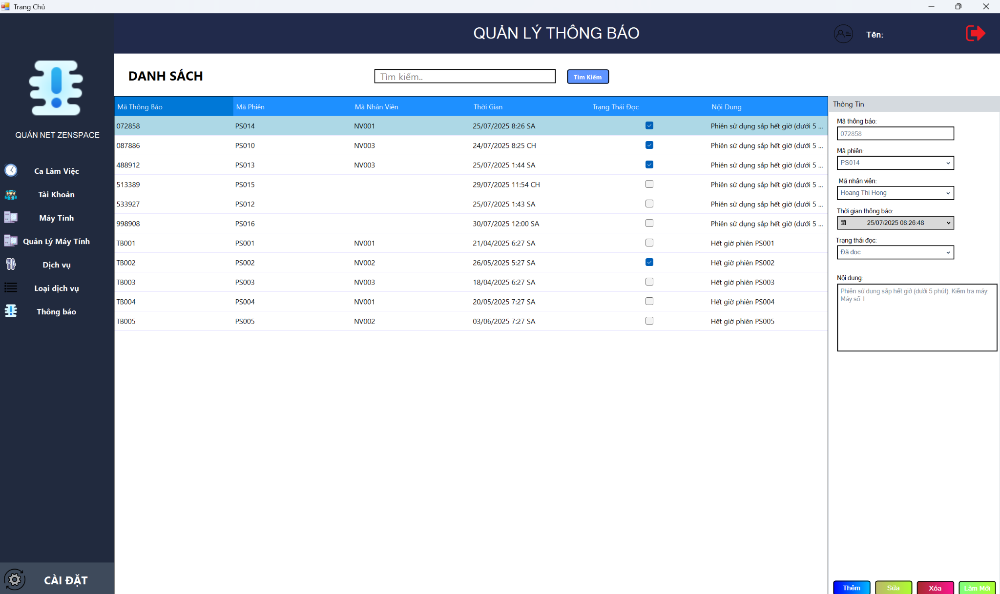 Trang Chủ
QUẢN LÝ THÔNG BÁO
Tên:
QUÁN NET ZENSPACE
Ca Làm Việc
Tài Khoản
Máy Tính
Quản Lý Máy Tính
Dịch vụ
Loại dịch vụ
Thông báo
CÀI ĐẶT
DANH SÁCH
Tìm kiếm..
Tìm Kiếm
Mã Thông Báo Mã Phiên Mã Nhân Viên Thời Gian Trạng Thái Đọc Nội Dung
072858 PS014 NV001 25/07/2025 8:26 SA Phiên sử dụng sắp hết giờ (dưới 5 ...
087886 PS010 NV003 24/07/2025 8:25 CH Phiên sử dụng sắp hết giờ (dưới 5 ...
488912 PS013 NV003 25/07/2025 1:44 SA Phiên sử dụng sắp hết giờ (dưới 5 ...
513389 PS015 29/07/2025 11:54 CH Phiên sử dụng sắp hết giờ (dưới 5 ...
533927 PS012 25/07/2025 1:43 SA Phiên sử dụng sắp hết giờ (dưới 5 ...
998908 PS016 30/07/2025 12:00 SA Phiên sử dụng sắp hết giờ (dưới 5 ...
TB001 PS001 NV001 21/04/2025 6:27 SA Hết giờ phiên PS001
TB002 PS002 NV002 26/05/2025 5:27 SA Hết giờ phiên PS002
TB003 PS003 NV003 18/04/2025 6:27 SA Hết giờ phiên PS003
TB004 PS004 NV001 20/05/2025 7:27 SA Hết giờ phiên PS004
TB005 PS005 NV002 03/06/2025 7:27 SA Hết giờ phiên PS005
Thông Tin
Mã thông báo:
072858
Mã phiên:
PS014
Mã nhân viên:
Hoang Thi Hong
Thời gian thông báo:
25/07/2025 08:26:48
Trạng thái đọc:
Đã đọc
Nội dung:
Phiên sử dụng sắp hết giờ (dưới 5 phút). Kiểm tra máy:
Máy số 1
Thêm Sửa Xóa Làm Mới